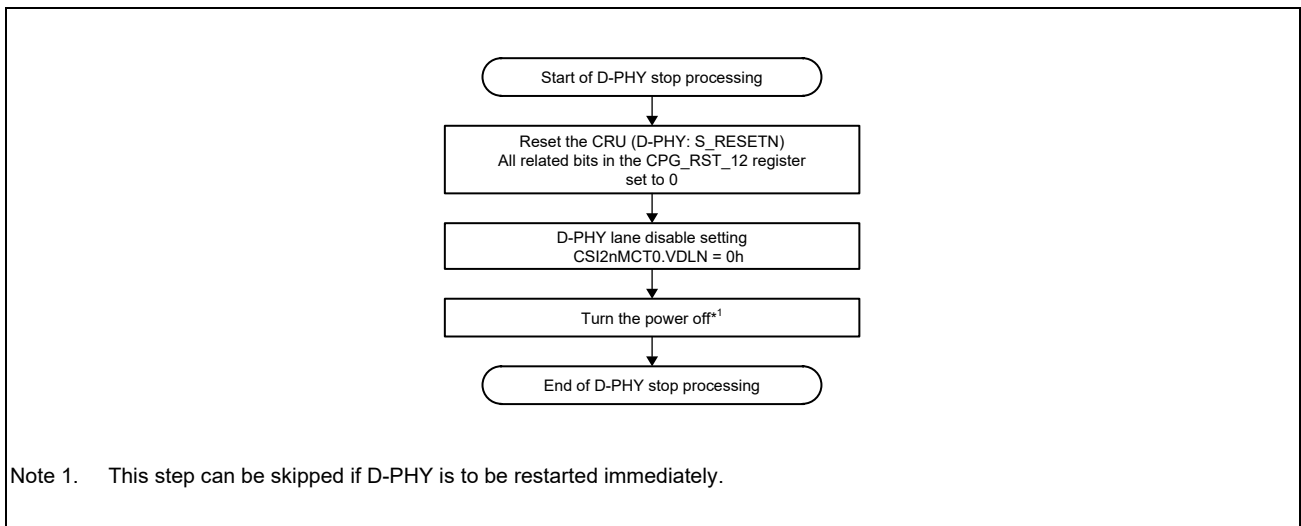 Start of D-PHY stop processing
Reset the CRU (D-PHY: S_RESETN)
All related bits in the CPG_RST_12 register
set to 0
D-PHY lane disable setting
CSI2nMCT0.VDLN = 0h
Turn the power off*1
End of D-PHY stop processing
Note 1. This step can be skipped if D-PHY is to be restarted immediately.